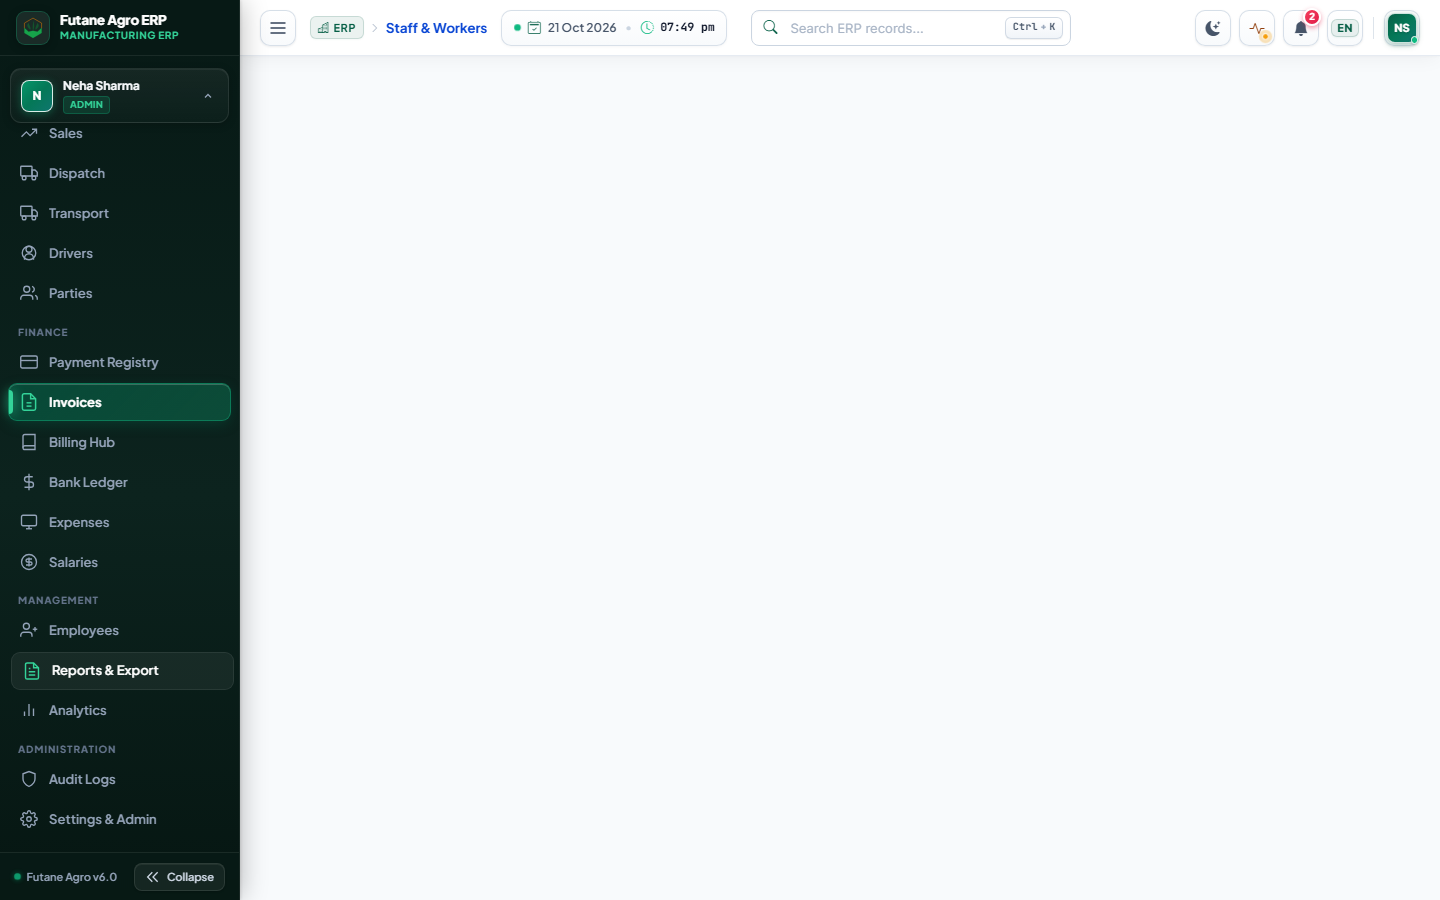 Futane Agro ERP
MANUFACTURING ERP
N
Neha Sharma
ADMIN
Sales
Dispatch
Transport
Drivers
Parties
FINANCE
Payment Registry
Invoices
Billing Hub
Bank Ledger
Expenses
Salaries
MANAGEMENT
Employees
Reports & Export
Analytics
ADMINISTRATION
Audit Logs
Settings & Admin
Futane Agro v6.0
Collapse
ERP
Staff & Workers
21 Oct 2026
07:49 pm
Search ERP records...
Ctrl + K
2
EN
NS